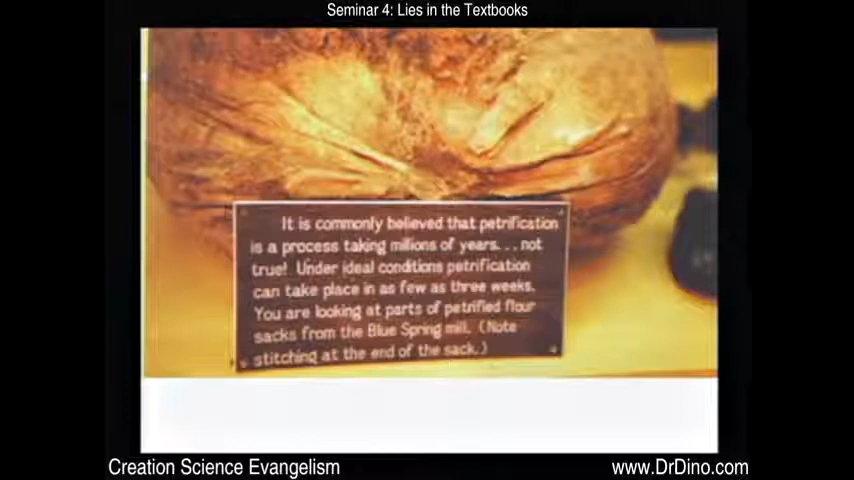 Seminar 4: Lies in the Textbooks
It is commonly believed that petrification
is a process taking millions of years...not
true! Under ideal conditions petrification
can take place in as few as three weeks.
You are looking at parts of petrified flour
sacks from the Blue Spring mill. (Note
stitching at the end of the sack.)
Creation Science Evangelism
www.DrDino.com